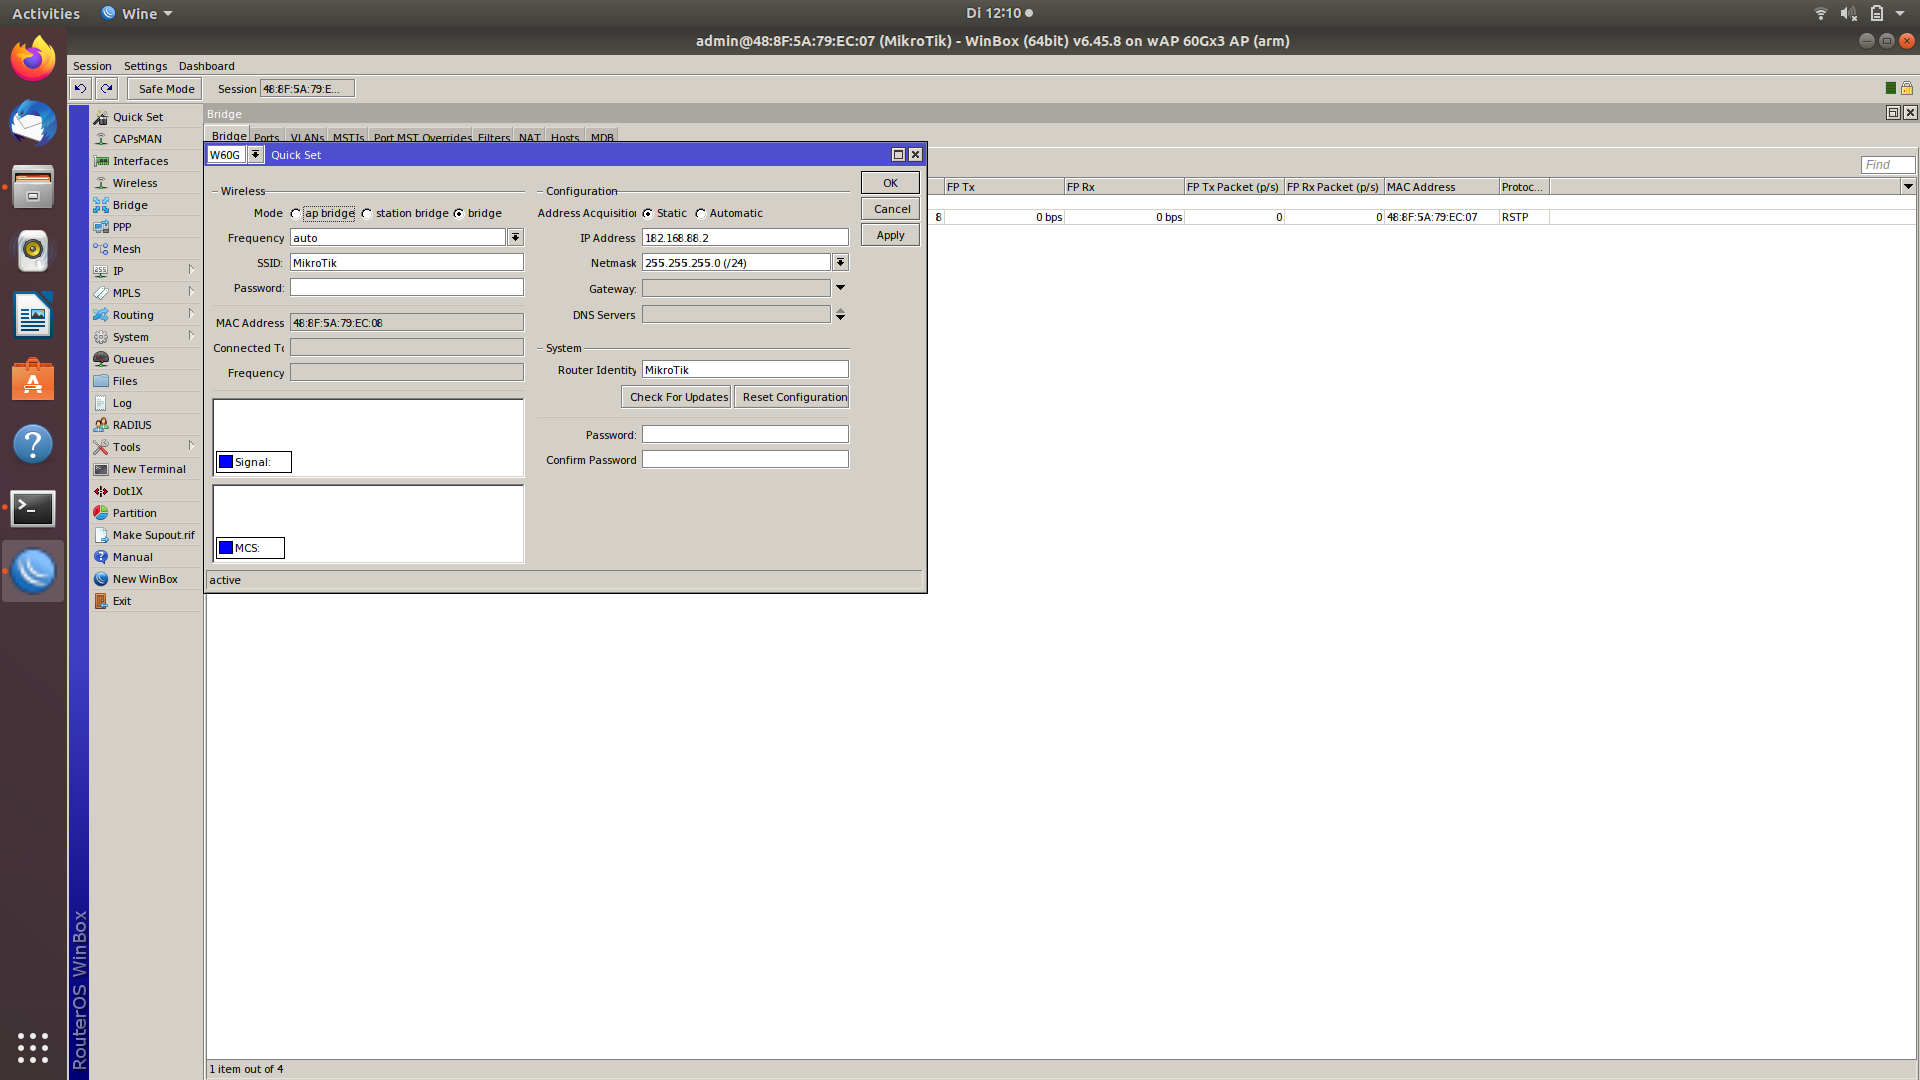 Activities Wine Di 12:10
admin@48:8F:5A:79:EC:07 (MikroTik) - WinBox (64bit) v6.45.8 on wAP 60Gx3 AP (arm)
Session Settings Dashboard
Safe Mode Session 48:8F:5A:79:E...
Quick Set
CAPsMAN
Interfaces
Wireless
Bridge
PPP
Mesh
IP
MPLS
Routing
System
Queues
Files
Log
RADIUS
Tools
New Terminal
Dot1X
Partition
Make Supout.rif
Manual
New WinBox
Exit
RouterOS WinBox
Bridge
Bridge Ports VLANs MSTIs Port MST Overrides Filters NAT Hosts MDB
Find
FP Tx FP Rx FP Tx Packet (p/s) FP Rx Packet (p/s) MAC Address Protoc...
8 0 bps 0 bps 0 0 48:8F:5A:79:EC:07 RSTP
W60G Quick Set
Wireless
Mode ap bridge station bridge bridge
Frequency auto
SSID: MikroTik
Password:
MAC Address 48:8F:5A:79:EC:08
Connected To
Frequency
Signal:
MCS:
Configuration
Address Acquisition Static Automatic
IP Address 182.168.88.2
Netmask 255.255.255.0 (/24)
Gateway:
DNS Servers
System
Router Identity MikroTik
Check For Updates Reset Configuration
Password:
Confirm Password
OK
Cancel
Apply
active
1 item out of 4